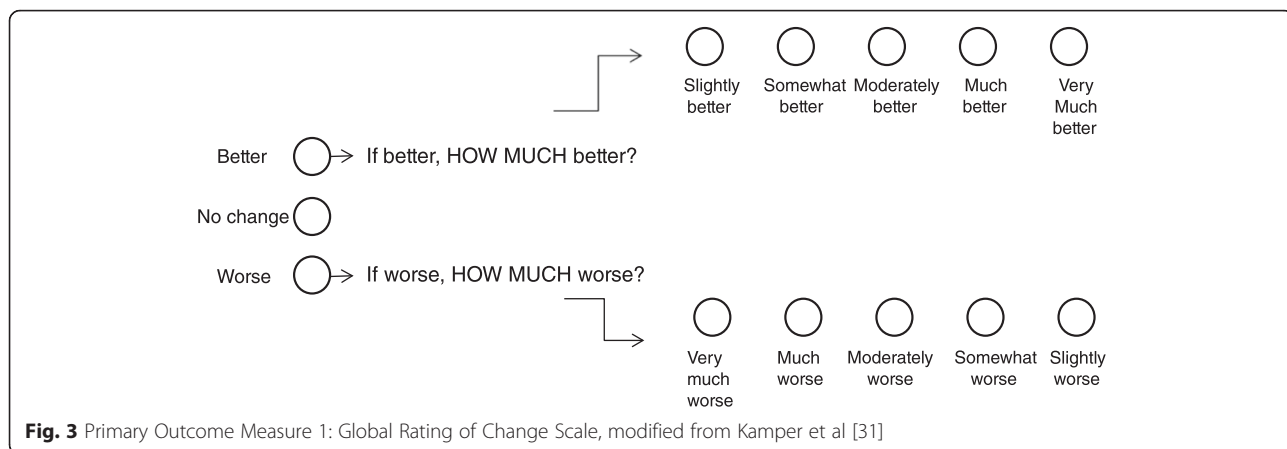 Slightly better
Somewhat better
Moderately better
Much better
Very Much better
Better
If better, HOW MUCH better?
No change
Worse
If worse, HOW MUCH worse?
Very much worse
Much worse
Moderately worse
Somewhat worse
Slightly worse
Fig. 3 Primary Outcome Measure 1: Global Rating of Change Scale, modified from Kamper et al [31]